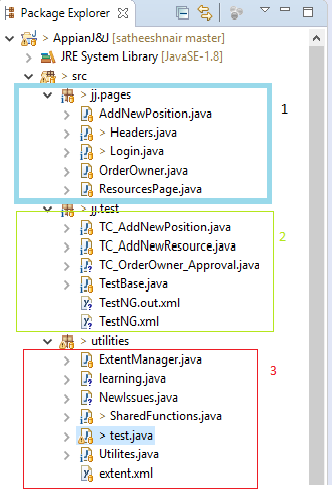 Package Explorer
> AppianJ&J [satheeshnair master]
JRE System Library [JavaSE-1.8]
> src
> jj.pages
1
AddNewPosition.java
> Headers.java
> Login.java
OrderOwner.java
ResourcesPage.java
> jj.test
TC_AddNewPosition.java
2
TC_AddNewResource.java
TC_OrderOwner_Approval.java
TestBase.java
TestNG.out.xml
TestNG.xml
> utilities
ExtentManager.java
3
learning.java
NewIssues.java
> SharedFunctions.java
> test.java
Utilites.java
extent.xml